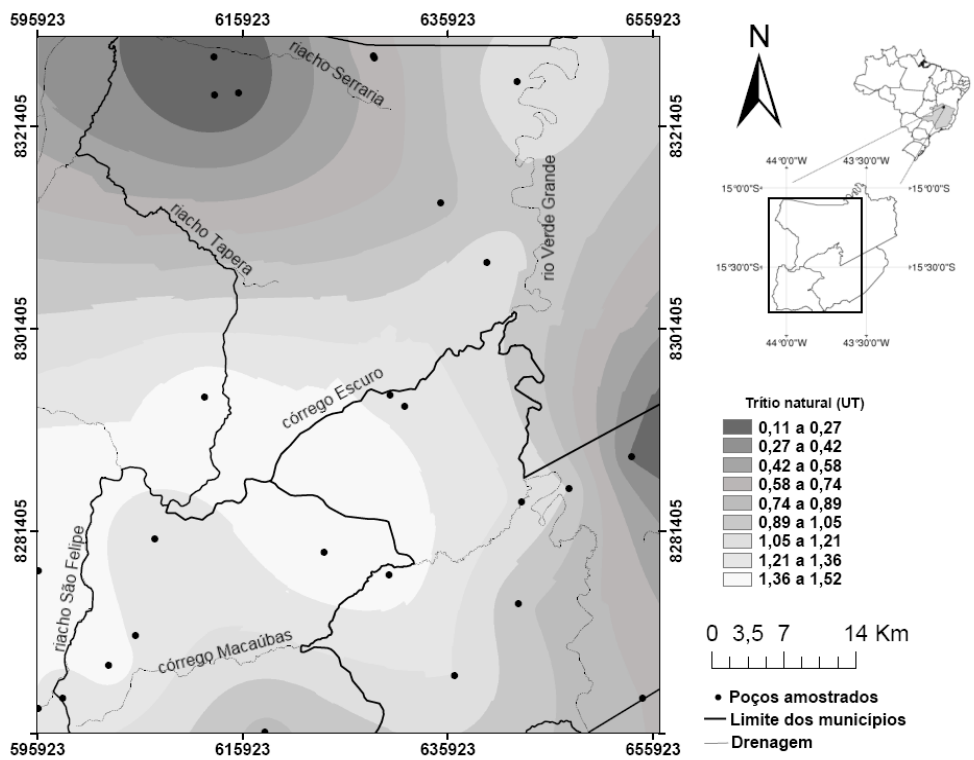 595923 615923 635923 655923
8321405
8301405
8281405
8321405
8301405
8281405
595923 615923 635923 655923
riacho Serraria
rio Verde Grande
riacho Tapera
córrego Escuro
riacho São Felipe
córrego Macaúbas
N
44°0'0"W 43°30'0"W
15°0'0"S 15°0'0"S
15°30'0"S 15°30'0"S
44°0'0"W 43°30'0"W
Trítio natural (UT)
0,11 a 0,27
0,27 a 0,42
0,42 a 0,58
0,58 a 0,74
0,74 a 0,89
0,89 a 1,05
1,05 a 1,21
1,21 a 1,36
1,36 a 1,52
0 3,5 7 14 Km
Poços amostrados
Limite dos municípios
Drenagem